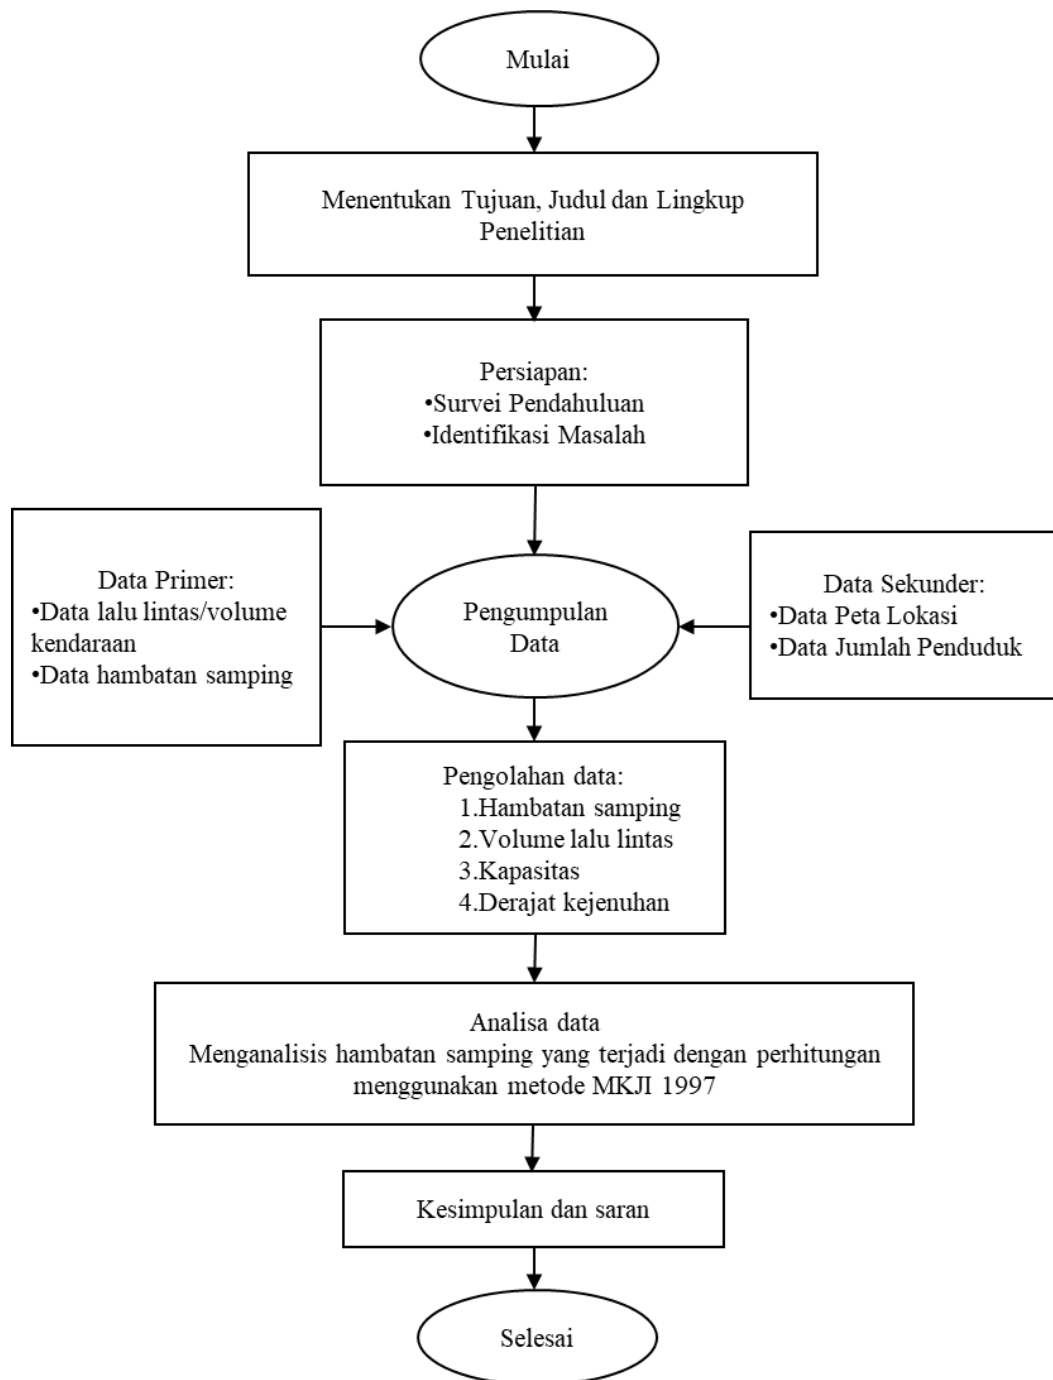 Mulai
Menentukan Tujuan, Judul dan Lingkup
Penelitian
Persiapan:
•Survei Pendahuluan
•Identifikasi Masalah
Data Primer:
•Data lalu lintas/volume
kendaraan
•Data hambatan samping
Pengumpulan
Data
Data Sekunder:
•Data Peta Lokasi
•Data Jumlah Penduduk
Pengolahan data:
1.Hambatan samping
2.Volume lalu lintas
3.Kapasitas
4.Derajat kejenuhan
Analisa data
Menganalisis hambatan samping yang terjadi dengan perhitungan
menggunakan metode MKJI 1997
Kesimpulan dan saran
Selesai